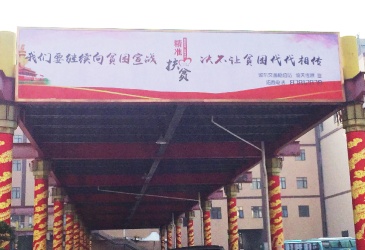 我们要继续向贫困宣战
精准
扶贫
决不让贫困代代相传